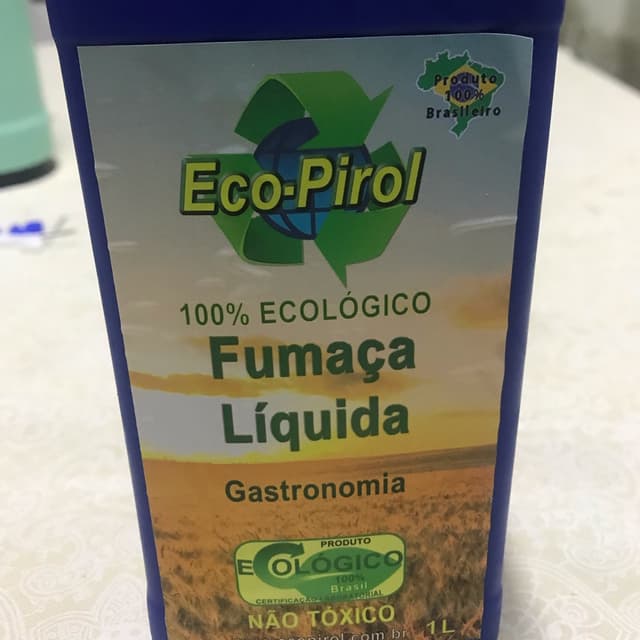 Produto
100%
Brasileiro
Eco-Pirol
100% ECOLÓGICO
Fumaça
Líquida
Gastronomia
PRODUTO
ECOLÓGICO
100%
Brasil
NÃO TÓXICO
1L